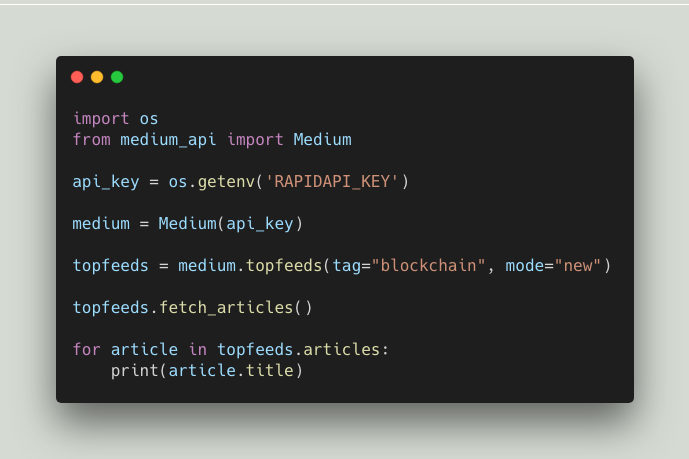 import os
from medium_api import Medium
api_key = os.getenv('RAPIDAPI_KEY')
medium = Medium(api_key)
topfeeds = medium.topfeeds(tag="blockchain", mode="new")
topfeeds.fetch_articles()
for article in topfeeds.articles:
    print(article.title)